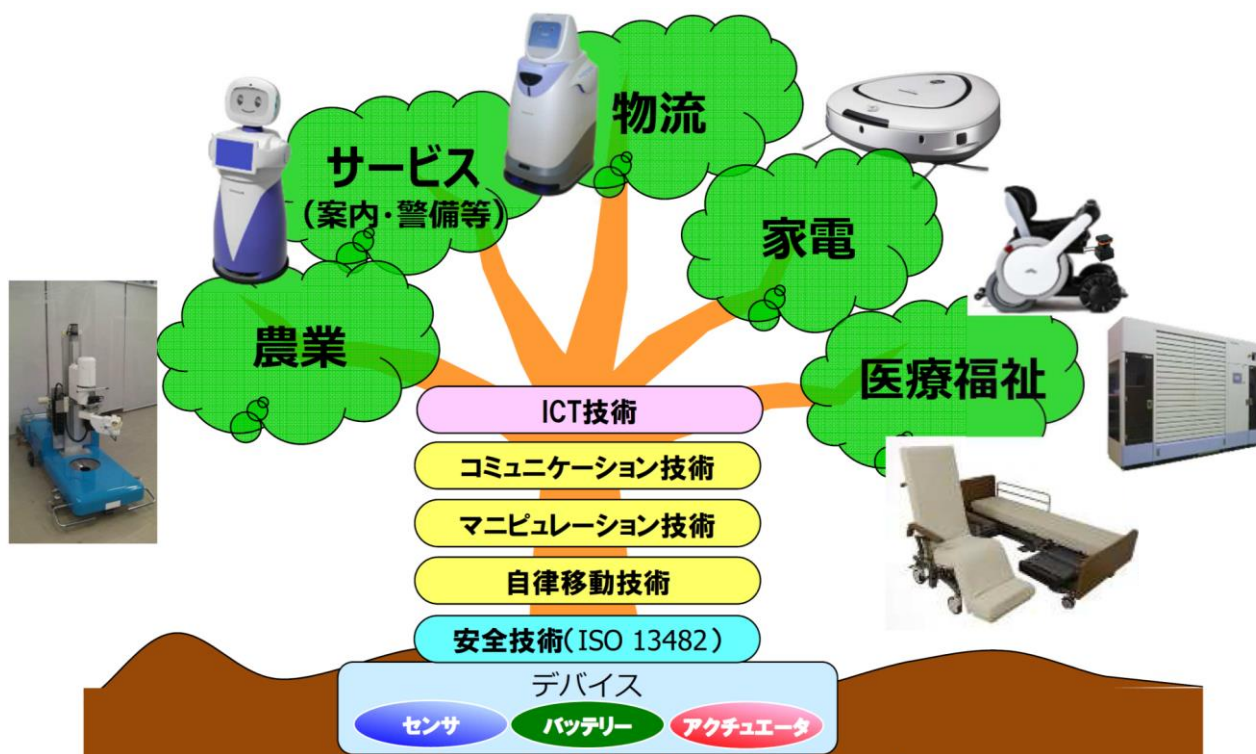 物流
サービス
（案内・警備等）
家電
農業
医療福祉
ICT技術
コミュニケーション技術
マニピュレーション技術
自律移動技術
安全技術（ISO 13482）
デバイス
センサ
バッテリー
アクチュエータ